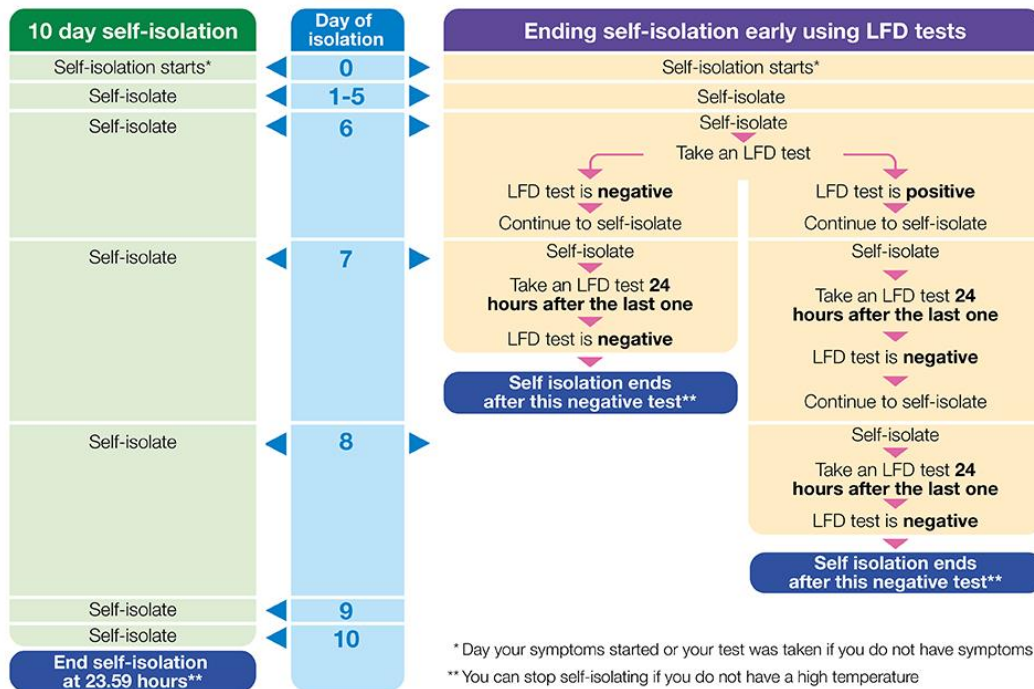 10 day self-isolation
Day of
isolation
Ending self-isolation early using LFD tests
Self-isolation starts*
0
Self-isolation starts*
Self-isolate
1-5
Self-isolate
Self-isolate
6
Self-isolate
Take an LFD test
LFD test is negative
LFD test is positive
Continue to self-isolate
Continue to self-isolate
Self-isolate
7
Self-isolate
Take an LFD test 24
hours after the last one
LFD test is negative
Self isolation ends
after this negative test**
Self-isolate
Take an LFD test 24
hours after the last one
LFD test is negative
Continue to self-isolate
Self-isolate
8
Self-isolate
Take an LFD test 24
hours after the last one
LFD test is negative
Self isolation ends
after this negative test**
Self-isolate
9
Self-isolate
10
End self-isolation
at 23.59 hours**
* Day your symptoms started or your test was taken if you do not have symptoms
** You can stop self-isolating if you do not have a high temperature